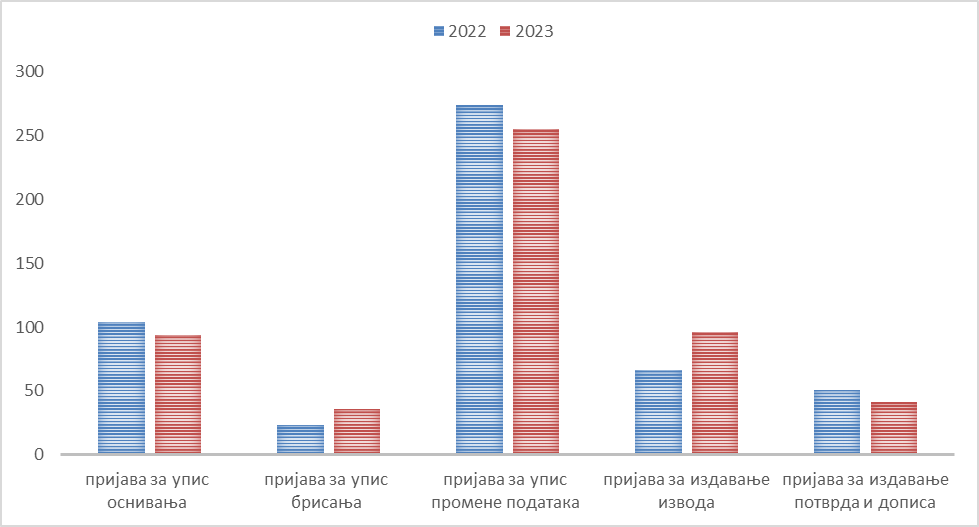 2022 2023
300
250
200
150
100
50
0
пријава за упис оснивања
пријава за упис брисања
пријава за упис промене података
пријава за издавање извода
пријава за издавање потврда и дописа